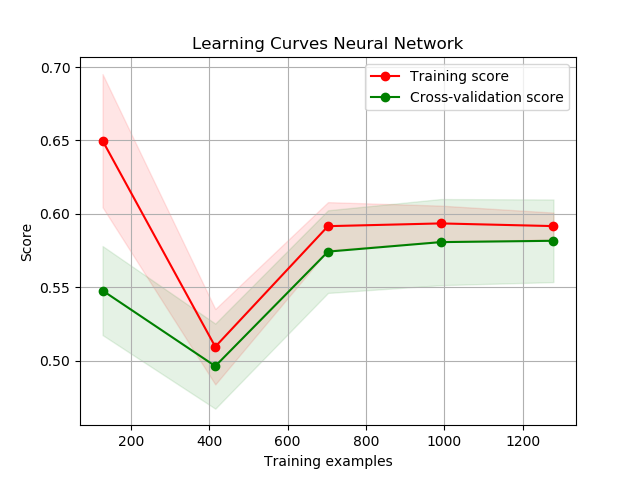 Learning Curves Neural Network
Training score
Cross-validation score
0.70
0.65
0.60
0.55
0.50
Score
200 400 600 800 1000 1200
Training examples